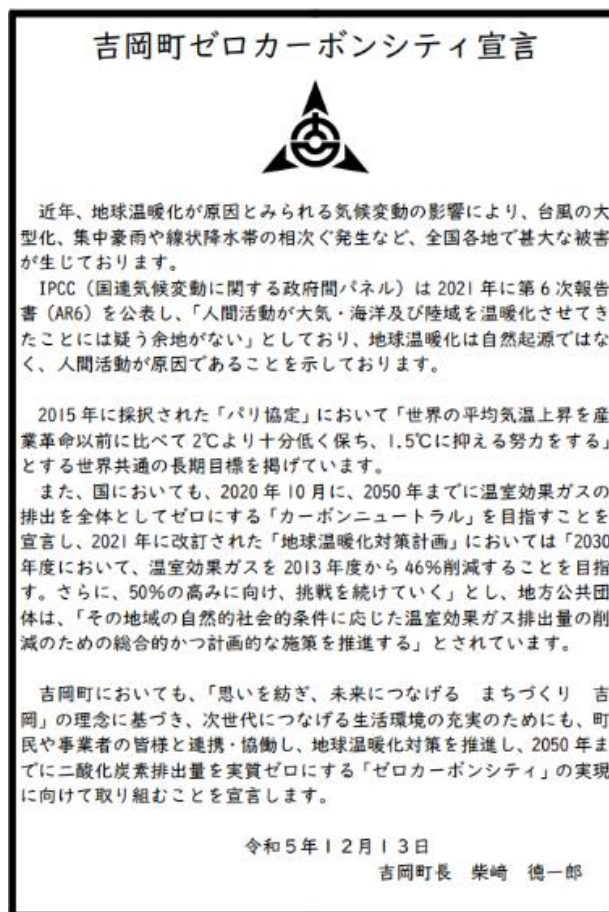 吉岡町ゼロカーボンシティ宣言
近年、地球温暖化が原因とみられる気候変動の影響により、台風の大
型化、集中豪雨や線状降水帯の相次ぐ発生など、全国各地で甚大な被害
が生じております。
IPCC（国連気候変動に関する政府間パネル）は 2021 年に第 6 次報告
書（AR6）を公表し、「人間活動が大気・海洋及び陸域を温暖化させてき
たことには疑う余地がない」としており、地球温暖化は自然起源ではな
く、人間活動が原因であることを示しております。
2015 年に採択された「パリ協定」において「世界の平均気温上昇を産
業革命以前に比べて 2℃より十分低く保ち、1.5℃に抑える努力をする」
とする世界共通の長期目標を掲げています。
また、国においても、2020 年 10 月に、2050 年までに温室効果ガスの
排出を全体としてゼロにする「カーボンニュートラル」を目指すことを
宣言し、2021 年に改訂された「地球温暖化対策計画」においては「2030
年度において、温室効果ガスを 2013 年度から 46％削減することを目指
す。さらに、50％の高みに向け、挑戦を続けていく」とし、地方公共団
体は、「その地域の自然的社会的条件に応じた温室効果ガス排出量の削
減のための総合的かつ計画的な施策を推進する」とされています。
吉岡町においても、「思いを紡ぎ、未来につなげる　まちづくり　吉
岡」の理念に基づき、次世代につなげる生活環境の充実のためにも、町
民や事業者の皆様と連携・協働し、地球温暖化対策を推進し、2050 年ま
でに二酸化炭素排出量を実質ゼロにする「ゼロカーボンシティ」の実現
に向けて取り組むことを宣言します。
令和５年１２月１３日
吉岡町長　柴﨑　德一郎